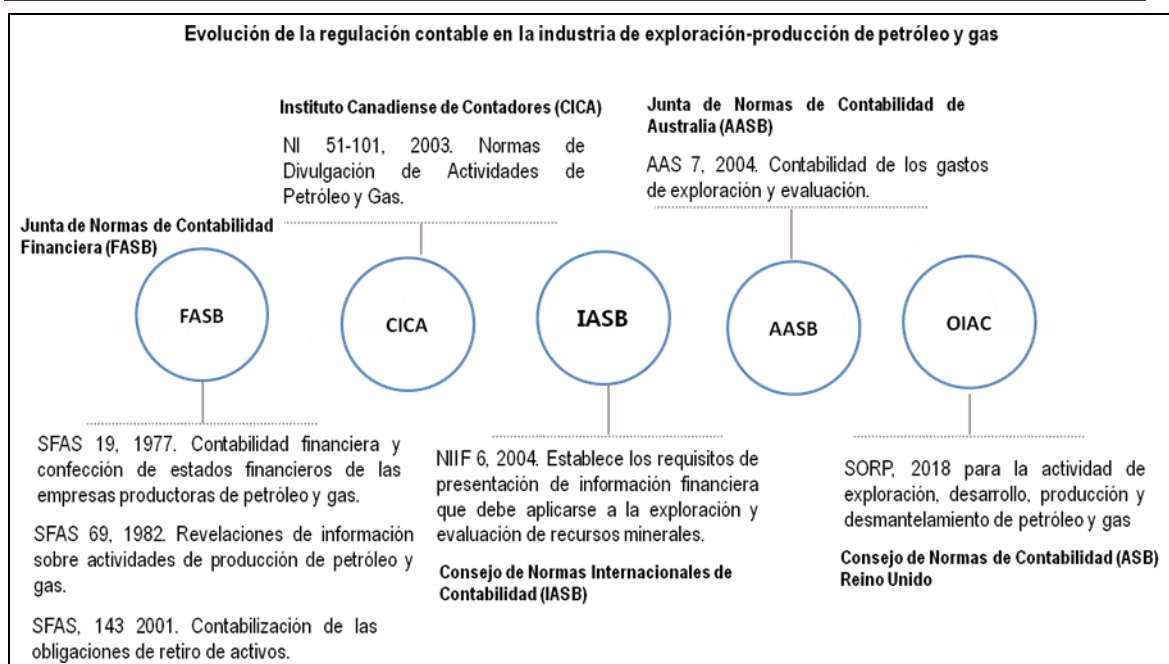 Evolución de la regulación contable en la industria de exploración-producción de petróleo y gas
Instituto Canadiense de Contadores (CICA)
NI 51-101, 2003. Normas de
Divulgación de Actividades de
Petróleo y Gas.
Junta de Normas de Contabilidad de
Australia (AASB)
AAS 7, 2004. Contabilidad de los gastos
de exploración y evaluación.
Junta de Normas de Contabilidad
Financiera (FASB)
FASB
CICA
IASB
AASB
OIAC
SFAS 19, 1977. Contabilidad financiera y
confección de estados financieros de las
empresas productoras de petróleo y gas.
SFAS 69, 1982. Revelaciones de información
sobre actividades de producción de petróleo y
gas.
SFAS, 143 2001. Contabilización de las
obligaciones de retiro de activos.
NIIF 6, 2004. Establece los requisitos de
presentación de información financiera
que debe aplicarse a la exploración y
evaluación de recursos minerales.
Consejo de Normas Internacionales de
Contabilidad (IASB)
SORP, 2018 para la actividad de
exploración, desarrollo, producción y
desmantelamiento de petróleo y gas
Consejo de Normas de Contabilidad (ASB)
Reino Unido